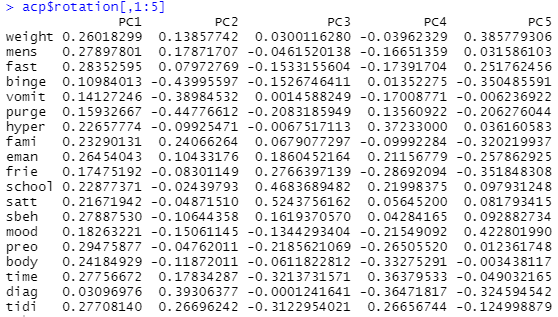 > acp$rotation[,1:5]
PC1 PC2 PC3 PC4 PC5
weight 0.26018299 0.13857742 0.0300116280 -0.03962329 0.385779306
mens 0.27897801 0.17871707 -0.0461520138 -0.16651359 0.031586103
fast 0.28352595 0.07972769 -0.1533155604 -0.17391704 0.251762456
binge 0.10984013 -0.43995597 -0.1526746411 0.01352275 -0.350485591
vomit 0.14127246 -0.38984532 0.0014588249 -0.17008771 -0.006236922
purge 0.15932667 -0.44776612 -0.2083185949 0.13560922 -0.206276044
hyper 0.22657774 -0.09925471 -0.0067517113 0.37233000 0.036160583
fami 0.23290131 0.24066264 0.0679077297 -0.09992284 -0.320219937
eman 0.26454043 0.10433176 0.1860452164 0.21156779 -0.257862925
frie 0.17475192 -0.08301149 0.2766397139 -0.28692094 -0.351848308
school 0.22877371 -0.02439793 0.4683689482 0.21998375 0.097931248
satt 0.21671942 -0.04871510 0.5243756162 0.05645200 0.081793415
sbeh 0.27887530 -0.10644358 0.1619370570 0.04284165 0.092882734
mood 0.18263221 -0.15061145 -0.1344293404 -0.21549092 0.422801990
preo 0.29475877 -0.04762011 -0.2185621069 -0.26505520 0.012361748
body 0.24184929 -0.11872011 -0.0611822812 -0.33275291 -0.003438117
time 0.27756672 0.17834287 -0.3213731571 0.36379533 -0.049032165
diag 0.03096976 0.39306377 -0.0001241641 -0.36471817 -0.324594542
tidi 0.27708140 0.26696242 -0.3122954021 0.26656744 -0.124998879